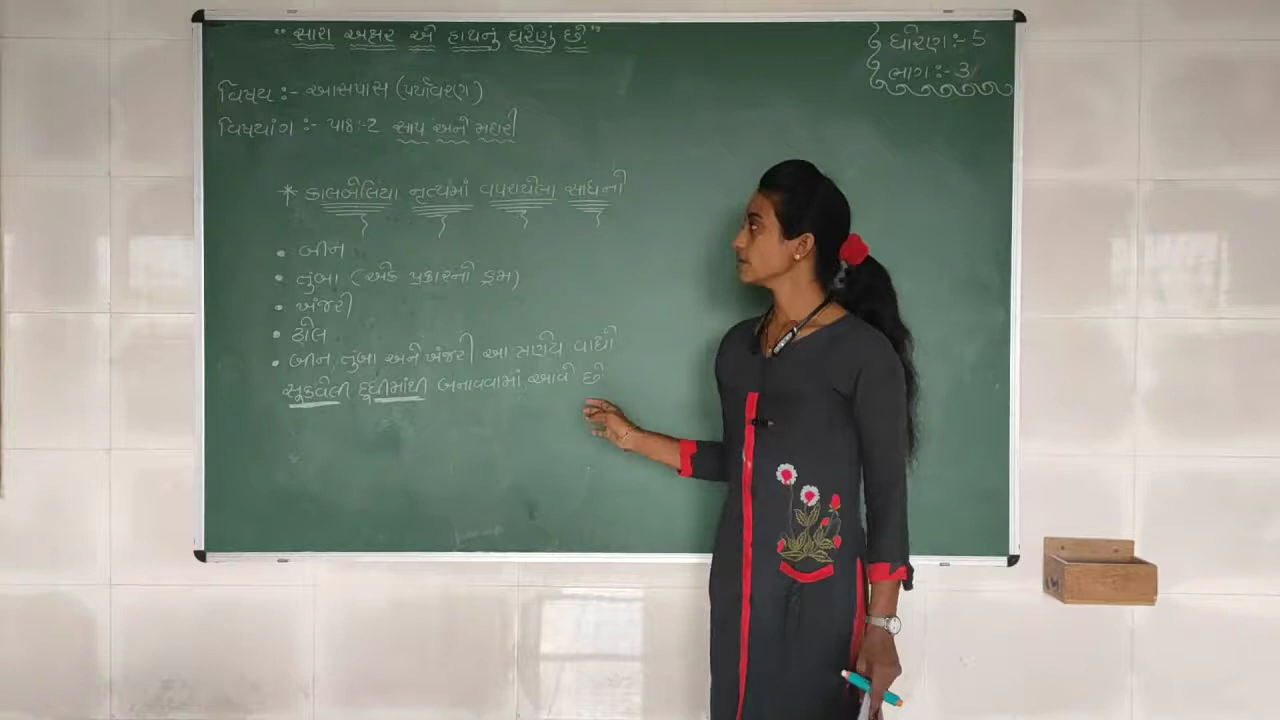 "સારા અક્ષર એ હાથનું ઘરેણું છે"
ધોરણ:- 5
ભાગ:- 3
વિષય :- આસપાસ (પર્યાવરણ)
વિષયાંગ :- પાઠ:-2 સાપ અને મદારી
* કાલબેલિયા નૃત્યમાં વપરાયેલા સાધનો
• બીન
• તુંબા (એક પ્રકારનો ડ્રમ)
• ખંજરી
• ઢોલ
• બીન, તુંબા અને ખંજરી આ ત્રણેય વાદ્યો
સૂકવેલી દૂધીમાંથી બનાવવામાં આવે છે